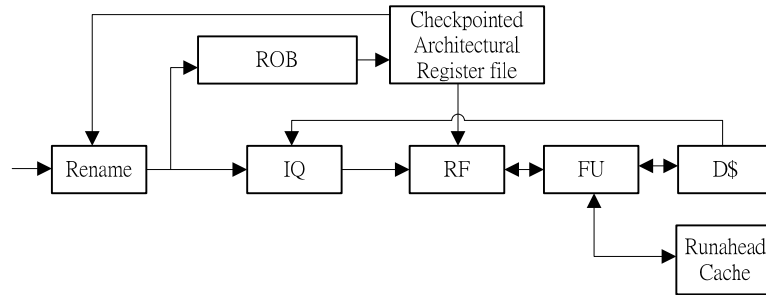 Checkpointed
Architectural
Register file
ROB
Rename
IQ
RF
FU
D$
Runahead
Cache